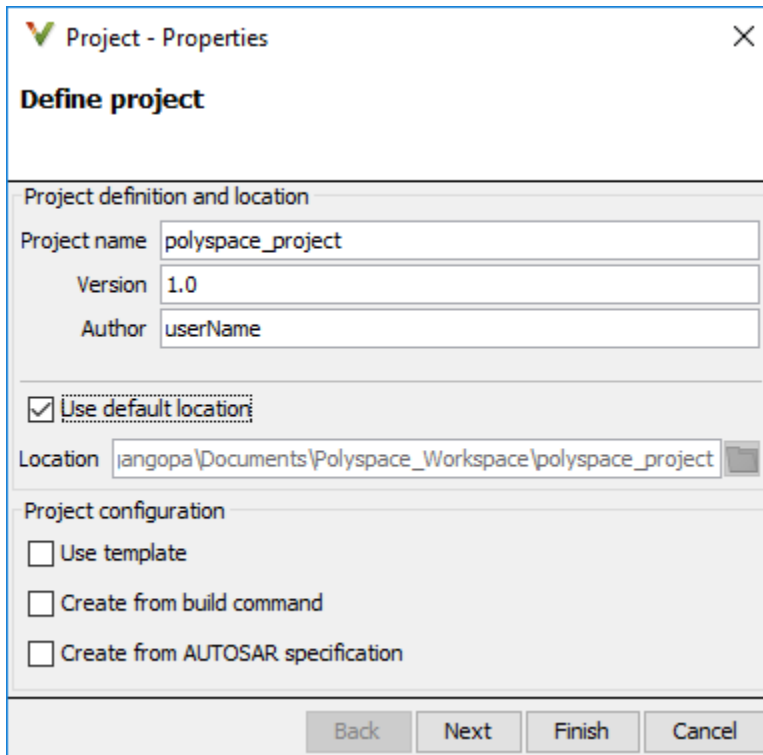 Project - Properties
Define project
Project definition and location
Project name polyspace_project
Version 1.0
Author userName
Use default location
Location \Documents\Polyspace_Workspace\polyspace_project
Project configuration
Use template
Create from build command
Create from AUTOSAR specification
Back Next Finish Cancel